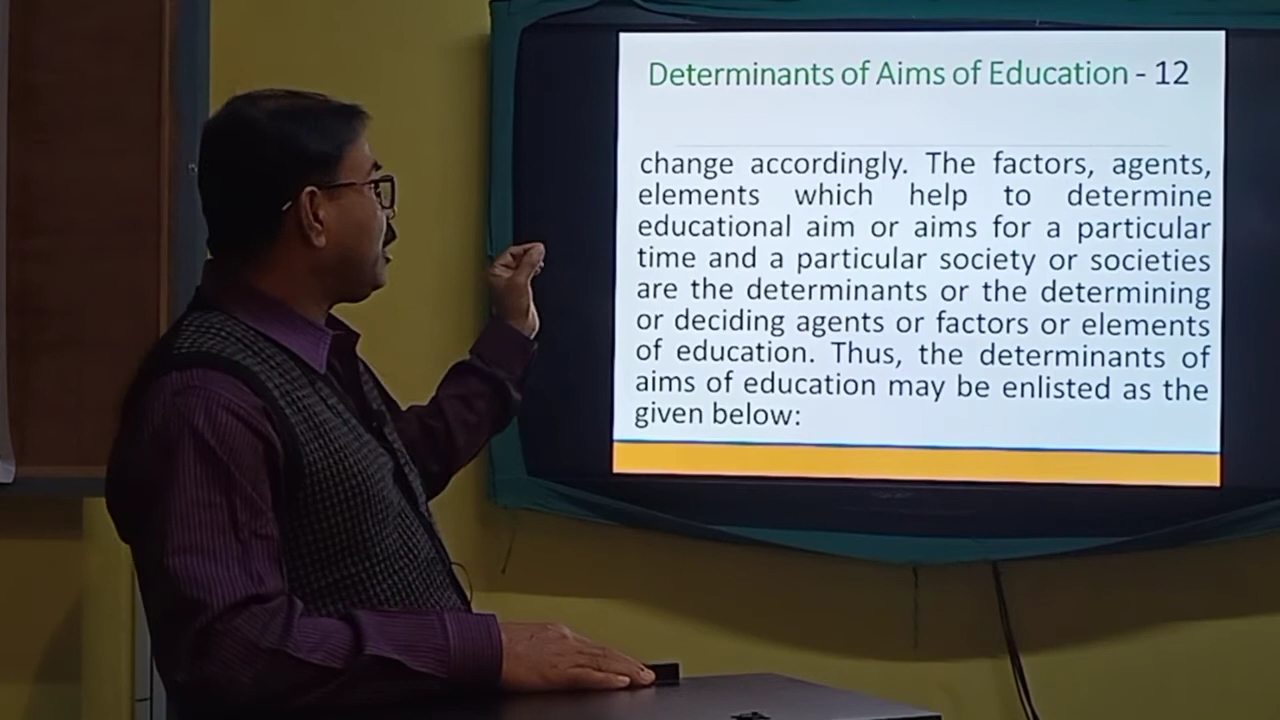 Determinants of Aims of Education - 12
change accordingly. The factors, agents,
elements which help to determine
educational aim or aims for a particular
time and a particular society or societies
are the determinants or the determining
or deciding agents or factors or elements
of education. Thus, the determinants of
aims of education may be enlisted as the
given below: